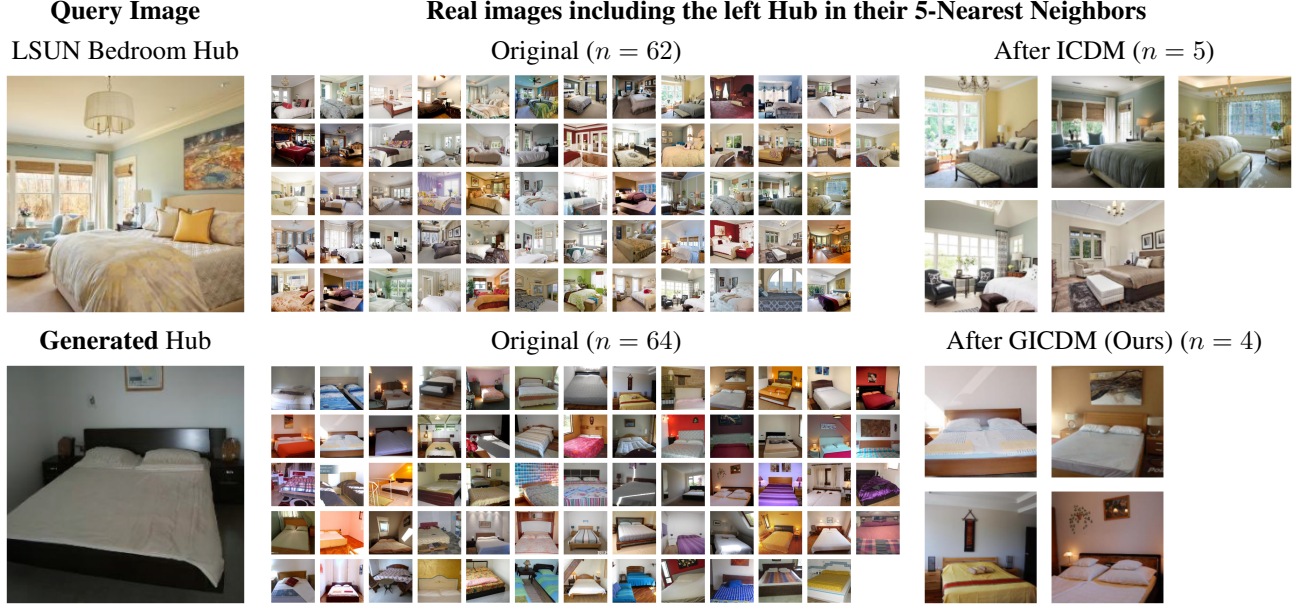 Query Image
Real images including the left Hub in their 5-Nearest Neighbors
LSUN Bedroom Hub
Original (n = 62)
After ICDM (n = 5)
Generated Hub
Original (n = 64)
After GICDM (Ours) (n = 4)